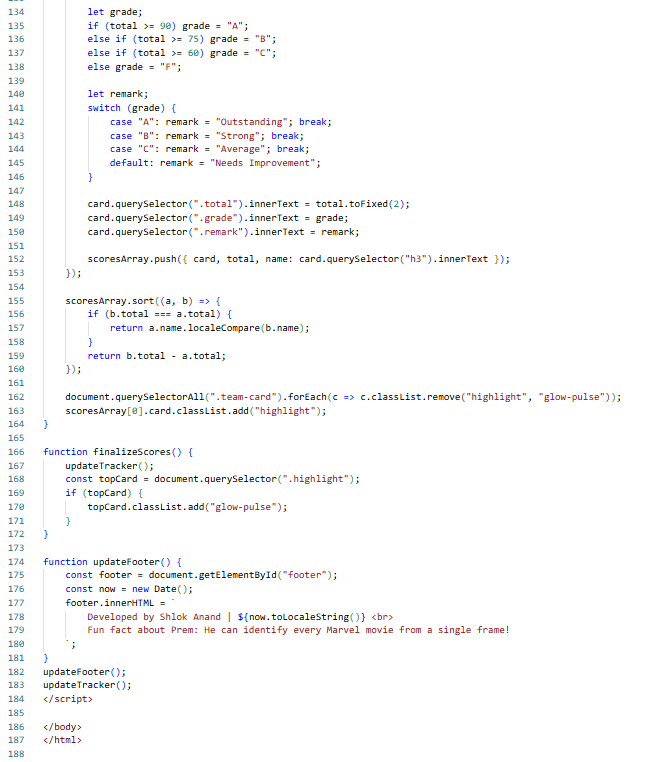 134 let grade;
135 if (total >= 90) grade = "A";
136 else if (total >= 75) grade = "B";
137 else if (total >= 60) grade = "C";
138 else grade = "F";
139
140 let remark;
141 switch (grade) {
142 case "A": remark = "Outstanding"; break;
143 case "B": remark = "Strong"; break;
144 case "C": remark = "Average"; break;
145 default: remark = "Needs Improvement";
146 }
147
148 card.querySelector(".total").innerText = total.toFixed(2);
149 card.querySelector(".grade").innerText = grade;
150 card.querySelector(".remark").innerText = remark;
151
152 scoresArray.push({ card, total, name: card.querySelector("h3").innerText });
153 });
154
155 scoresArray.sort((a, b) => {
156 if (b.total === a.total) {
157 return a.name.localeCompare(b.name);
158 }
159 return b.total - a.total;
160 });
161
162 document.querySelectorAll(".team-card").forEach(c => c.classList.remove("highlight", "glow-pulse"));
163 scoresArray[0].card.classList.add("highlight");
164 }
165
166 function finalizeScores() {
167 updateTracker();
168 const topCard = document.querySelector(".highlight");
169 if (topCard) {
170 topCard.classList.add("glow-pulse");
171 }
172 }
173
174 function updateFooter() {
175 const footer = document.getElementById("footer");
176 const now = new Date();
177 footer.innerHTML = `
178 Developed by Shlok Anand | ${now.toLocaleString()} <br>
179 Fun fact about Prem: He can identify every Marvel movie from a single frame!
180 `;
181 }
182 updateFooter();
183 updateTracker();
184 </script>
185
186 </body>
187 </html>
188